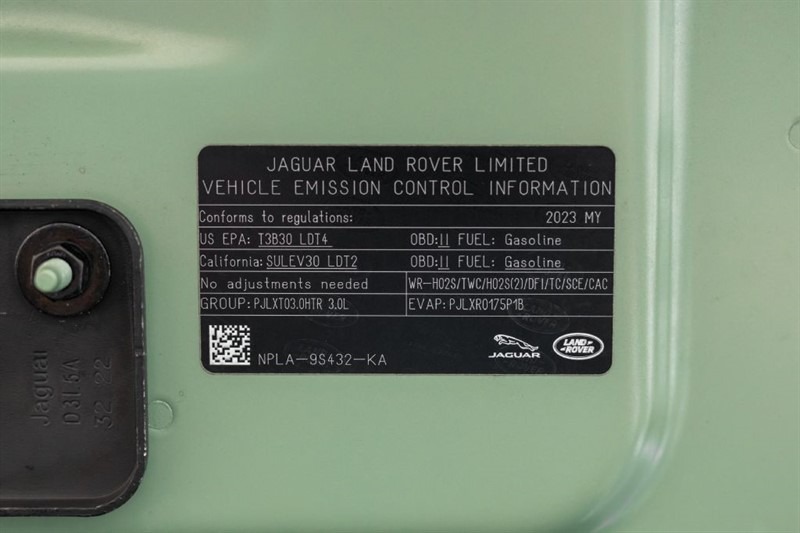 JAGUAR LAND ROVER LIMITED
VEHICLE EMISSION CONTROL INFORMATION
Conforms to regulations: 2023 MY
US EPA: T3B30 LDT4 OBD:II FUEL: Gasoline
California: SULEV30 LDT2 OBD:II FUEL: Gasoline
No adjustments needed WR-HO2S/TWC/HO2S(2)/DFI/TC/SCE/CAC
GROUP: PJLXT03.0HTR 3.0L EVAP: PJLXR0175P1B
NPLA-9S432-KA
JAGUAR
LAND ROVER
Jaguar
32 22